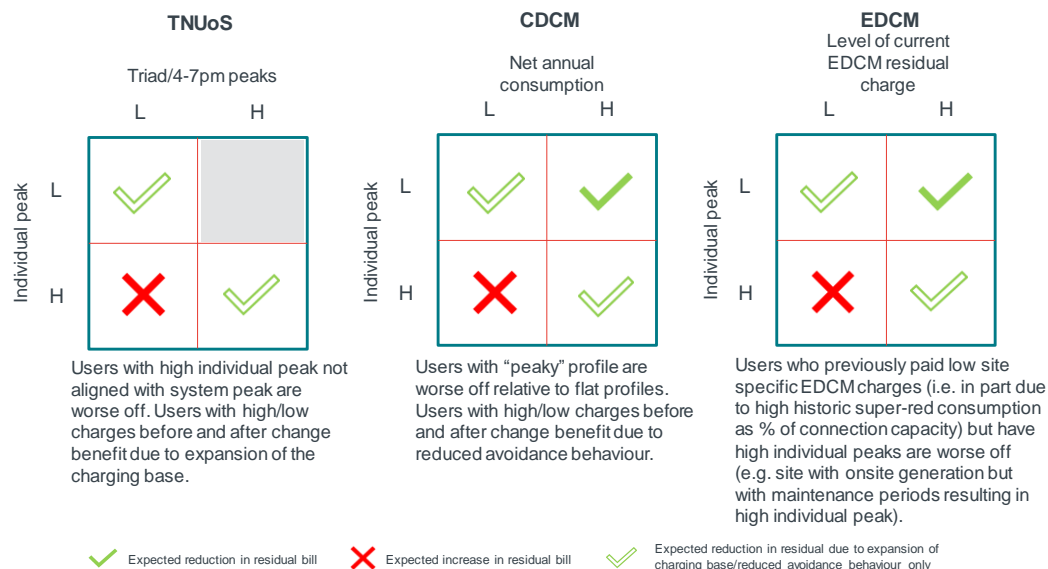 TNUoS
Triad/4-7pm peaks
L H
Individual peak
L
H
Users with high individual peak not
aligned with system peak are
worse off. Users with high/low
charges before and after change
benefit due to expansion of the
charging base.
CDCM
Net annual
consumption
L H
Individual peak
L
H
Users with “peaky” profile are
worse off relative to flat profiles.
Users with high/low charges before
and after change benefit due to
reduced avoidance behaviour.
EDCM
Level of current
EDCM residual
charge
L H
Individual peak
L
H
Users who previously paid low site
specific EDCM charges (i.e. in part due
to high historic super-red consumption
as % of connection capacity) but have
high individual peaks are worse off
(e.g. site with onsite generation but
with maintenance periods resulting in
high individual peak).
Expected reduction in residual bill
Expected increase in residual bill
Expected reduction in residual due to expansion of
charging base/reduced avoidance behaviour only